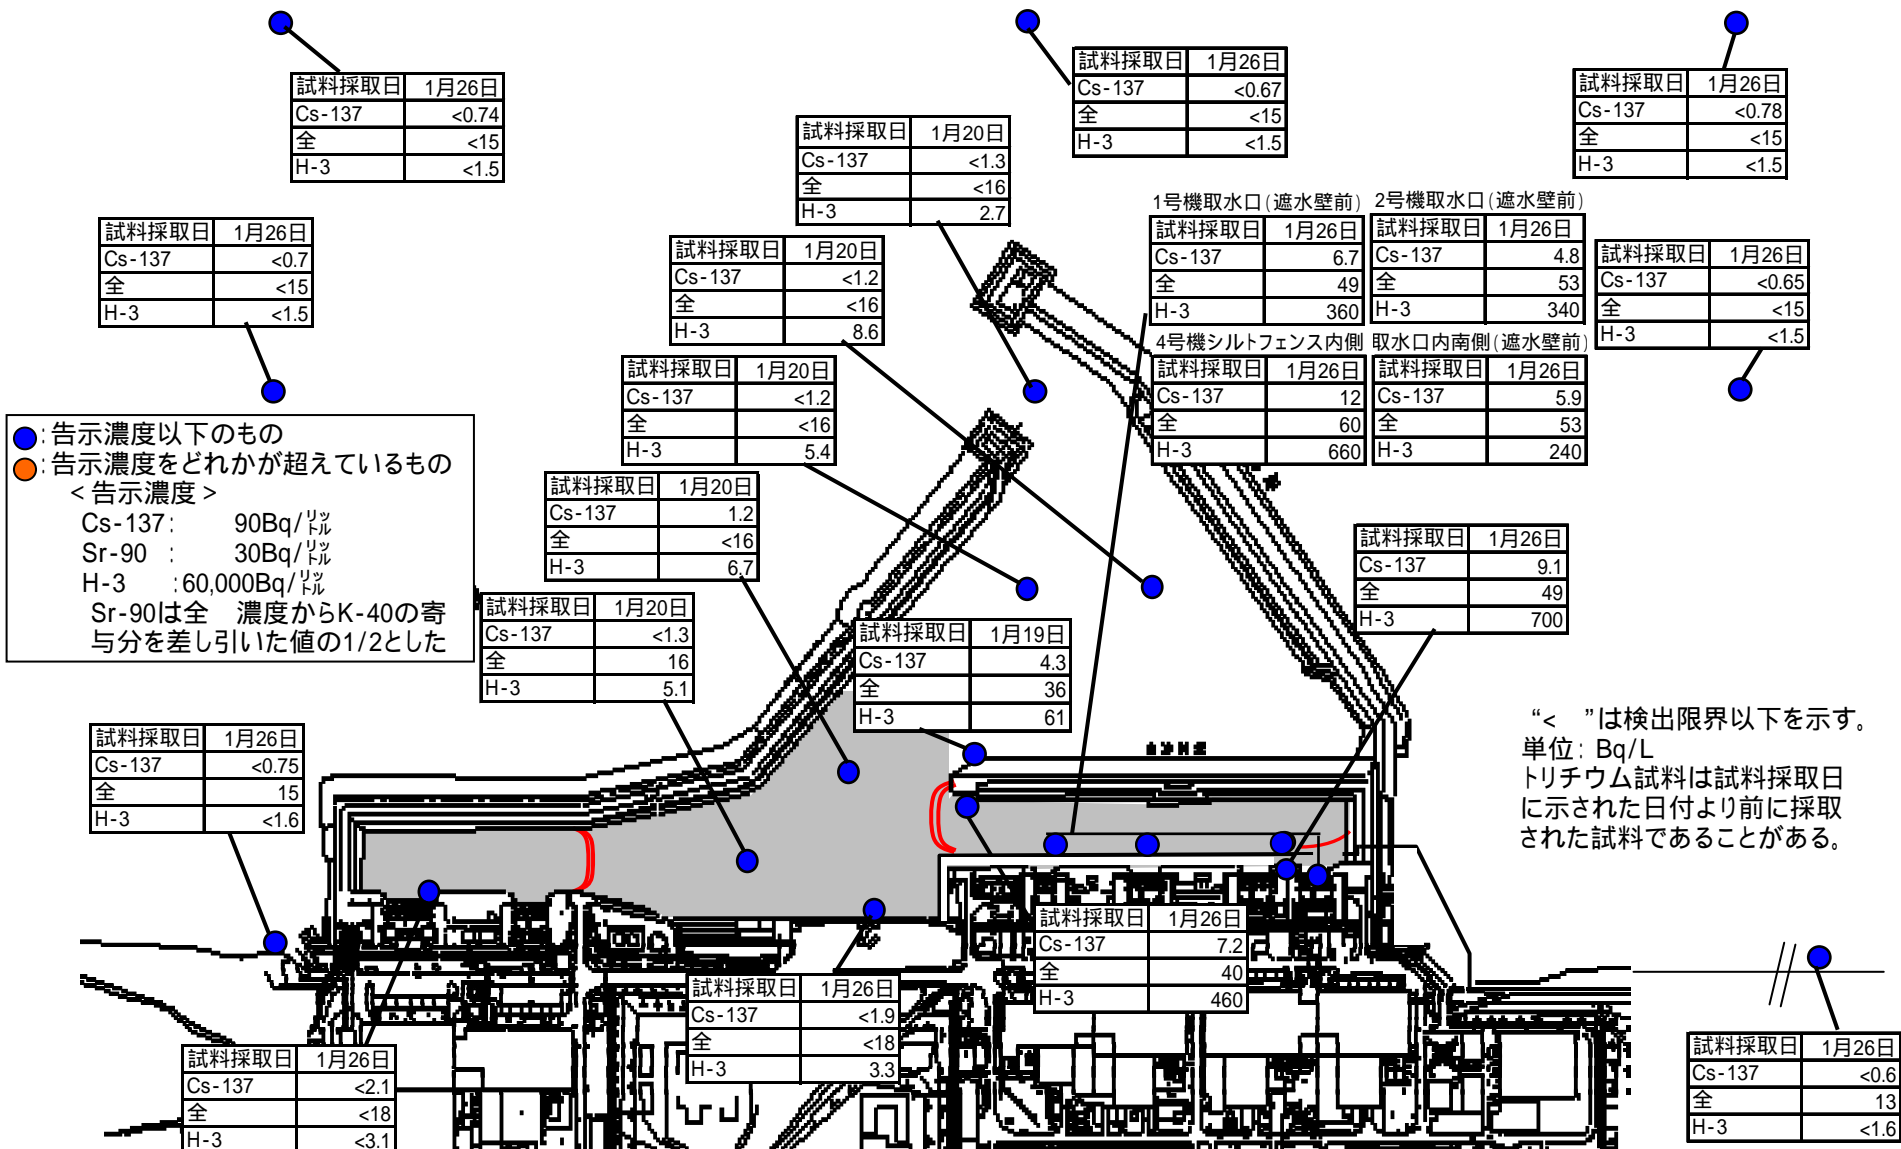 試料採取日 1月26日
Cs-137 <0.74
全 <15
H-3 <1.5
試料採取日 1月26日
Cs-137 <0.67
全 <15
H-3 <1.5
試料採取日 1月26日
Cs-137 <0.78
全 <15
H-3 <1.5
試料採取日 1月20日
Cs-137 <1.3
全 <16
H-3 2.7
試料採取日 1月26日
Cs-137 <0.7
全 <15
H-3 <1.5
試料採取日 1月20日
Cs-137 <1.2
全 <16
H-3 8.6
1号機取水口(遮水壁前)
試料採取日 1月26日
Cs-137 6.7
全 49
H-3 360
2号機取水口(遮水壁前)
試料採取日 1月26日
Cs-137 4.8
全 53
H-3 340
試料採取日 1月26日
Cs-137 <0.65
全 <15
H-3 <1.5
4号機シルトフェンス内側
試料採取日 1月26日
Cs-137 12
全 60
H-3 660
取水口内南側(遮水壁前)
試料採取日 1月26日
Cs-137 5.9
全 53
H-3 240
試料採取日 1月20日
Cs-137 <1.2
全 <16
H-3 5.4
:告示濃度以下のもの
:告示濃度をどれかが超えているもの
<告示濃度>
Cs-137: 90Bq/㍑
Sr-90 : 30Bq/㍑
H-3 :60,000Bq/㍑
Sr-90は全 濃度からK-40の寄
与分を差し引いた値の1/2とした
試料採取日 1月20日
Cs-137 1.2
全 <16
H-3 6.7
試料採取日 1月26日
Cs-137 9.1
全 49
H-3 700
試料採取日 1月20日
Cs-137 <1.3
全 16
H-3 5.1
試料採取日 1月19日
Cs-137 4.3
全 36
H-3 61
“< ”は検出限界以下を示す。
単位: Bq/L
トリチウム試料は試料採取日
に示された日付より前に採取
された試料であることがある。
試料採取日 1月26日
Cs-137 <0.75
全 15
H-3 <1.6
試料採取日 1月26日
Cs-137 7.2
全 40
H-3 460
試料採取日 1月26日
Cs-137 <1.9
全 <18
H-3 3.3
試料採取日 1月26日
Cs-137 <2.1
全 <18
H-3 <3.1
試料採取日 1月26日
Cs-137 <0.6
全 13
H-3 <1.6